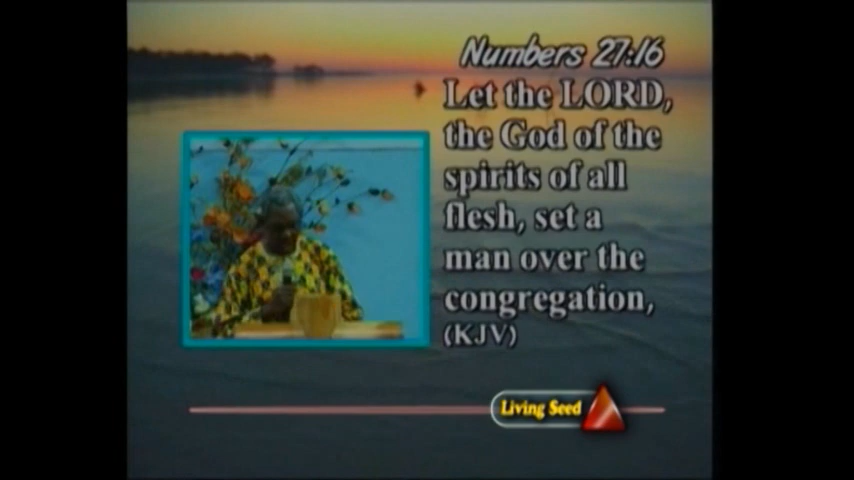 Numbers 27:16
Let the LORD,
the God of the
spirits of all
flesh, set a
man over the
congregation,
(KJV)
Living Seed